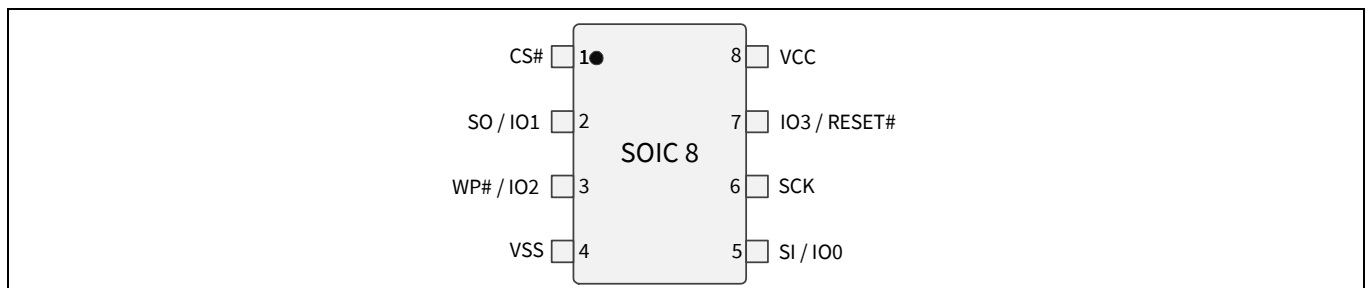 CS# 1 8 VCC
SO / IO1 2 7 IO3 / RESET#
SOIC 8
WP# / IO2 3 6 SCK
VSS 4 5 SI / IO0